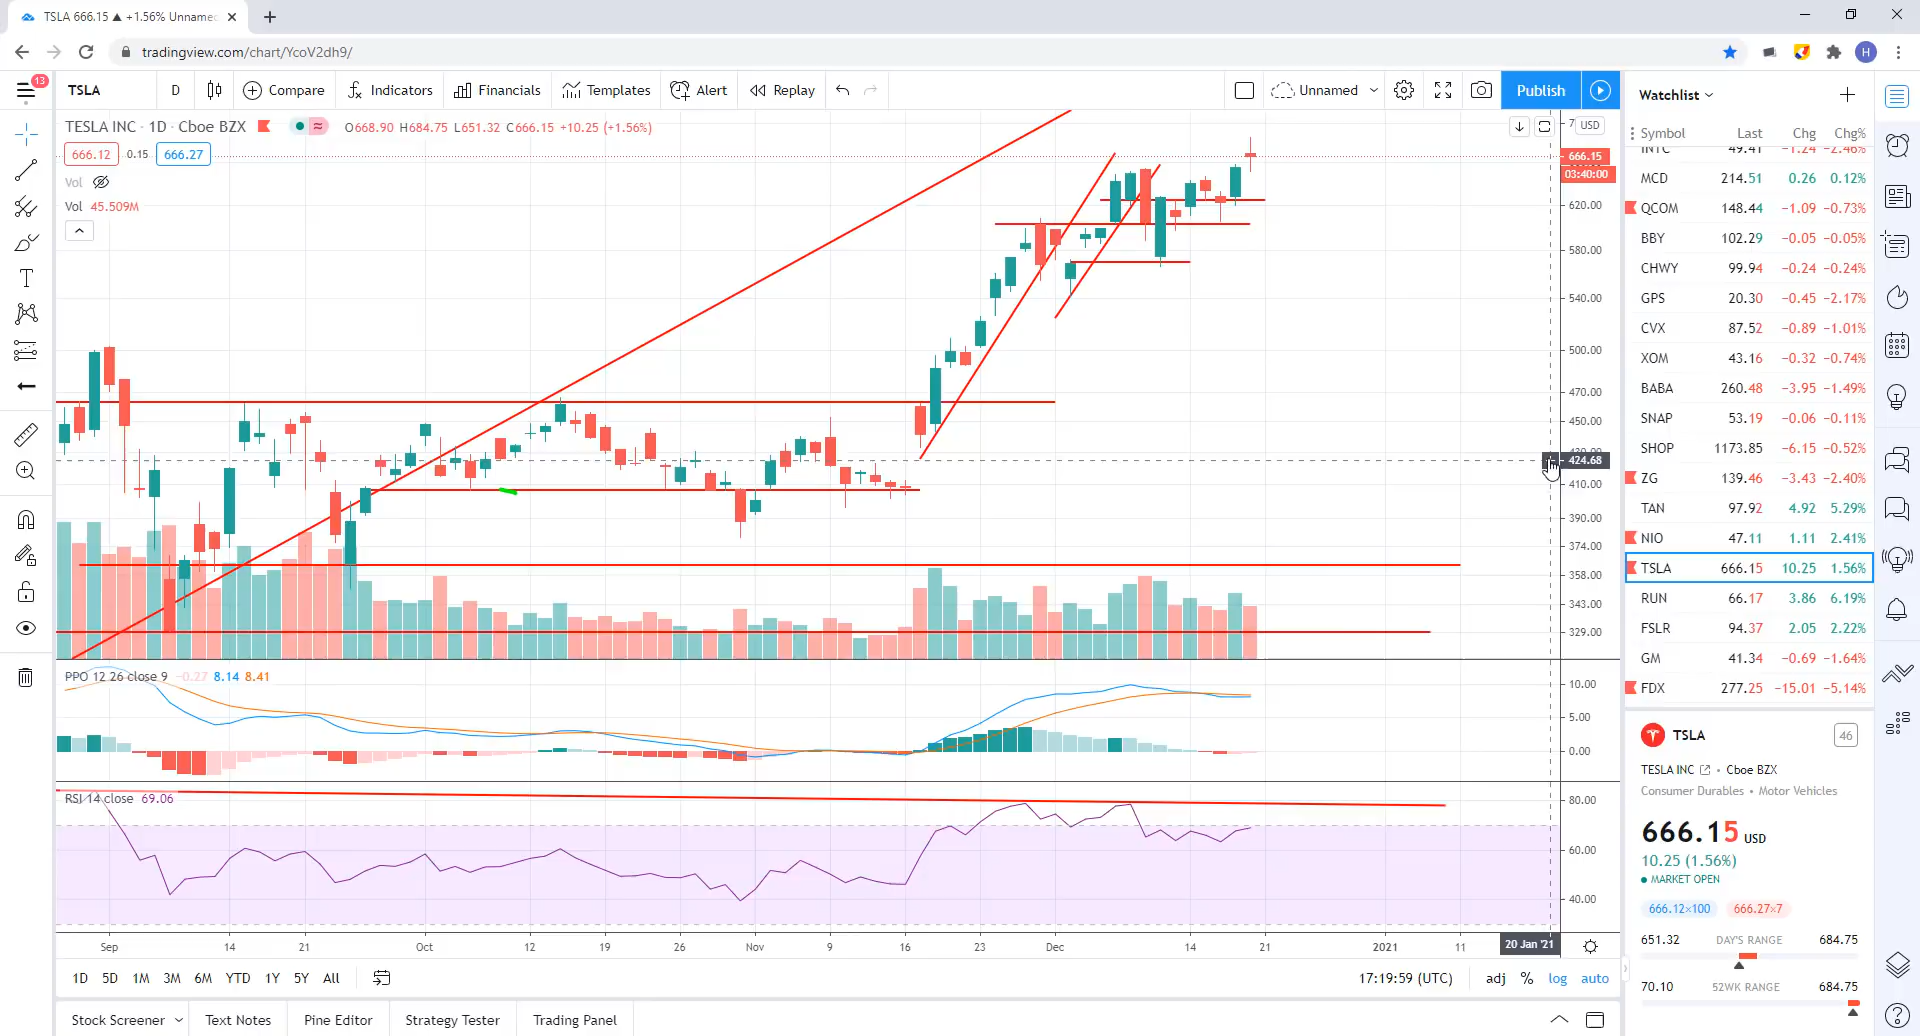 TSLA 666.15 ▲ +1.56% Unnamed
tradingview.com/chart/YcoV2dh9/
H
13
TSLA D Compare Indicators Financials Templates Alert Replay Unnamed Publish
TESLA INC · 1D · Cboe BZX O668.90 H684.75 L651.32 C666.15 +10.25 (+1.56%)
666.12 0.15 666.27
Vol
Vol 45.509M
USD
666.15
03:40:00
620.00
580.00
540.00
500.00
470.00
450.00
424.68
410.00
390.00
374.00
358.00
343.00
329.00
PPO 12 26 close 9 −0.27 8.14 8.41
10.00
5.00
0.00
RSI 14 close 69.06
80.00
60.00
40.00
Sep 14 21 Oct 12 19 26 Nov 9 16 23 Dec 14 21 2021 11 20 Jan '21
1D 5D 1M 3M 6M YTD 1Y 5Y All 17:19:59 (UTC) adj % log auto
Stock Screener Text Notes Pine Editor Strategy Tester Trading Panel
Watchlist
Symbol Last Chg Chg%
INTC 49.41 −1.24 −2.46%
MCD 214.51 0.26 0.12%
QCOM 148.44 −1.09 −0.73%
BBY 102.29 −0.05 −0.05%
CHWY 99.94 −0.24 −0.24%
GPS 20.30 −0.45 −2.17%
CVX 87.52 −0.89 −1.01%
XOM 43.16 −0.32 −0.74%
BABA 260.48 −3.95 −1.49%
SNAP 53.19 −0.06 −0.11%
SHOP 1173.85 −6.15 −0.52%
ZG 139.46 −3.43 −2.40%
TAN 97.92 4.92 5.29%
NIO 47.11 1.11 2.41%
TSLA 666.15 10.25 1.56%
RUN 66.17 3.86 6.19%
FSLR 94.37 2.05 2.22%
GM 41.34 −0.69 −1.64%
FDX 277.25 −15.01 −5.14%
TSLA 46
TESLA INC • Cboe BZX
Consumer Durables • Motor Vehicles
666.15 USD
10.25 (1.56%)
MARKET OPEN
666.12×100 666.27×7
651.32 DAY'S RANGE 684.75
70.10 52WK RANGE 684.75